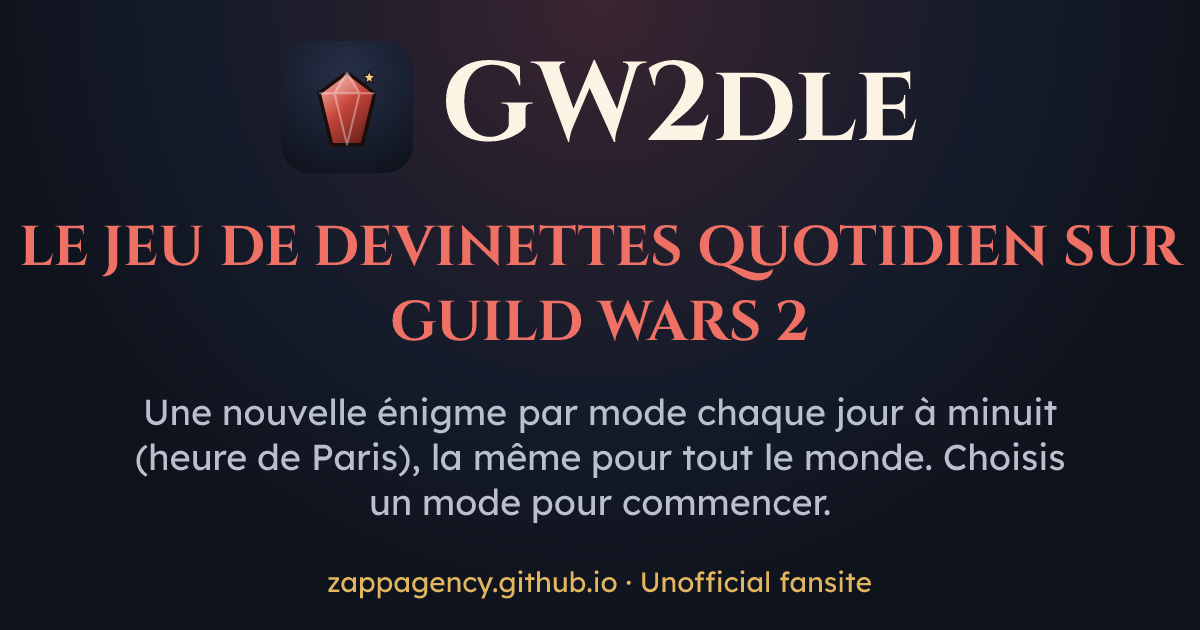 GW2DLE
LE JEU DE DEVINETTES QUOTIDIEN SUR
GUILD WARS 2
Une nouvelle énigme par mode chaque jour à minuit
(heure de Paris), la même pour tout le monde. Choisis
un mode pour commencer.
zappagency.github.io · Unofficial fansite